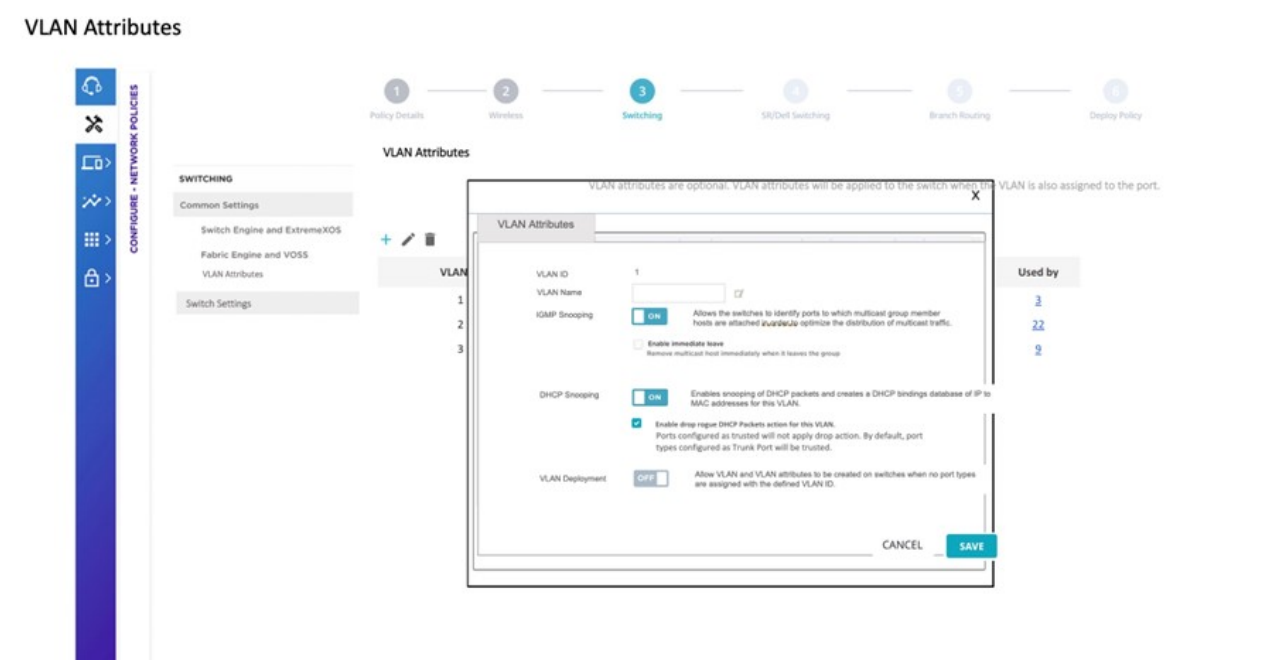 VLAN Attributes
CONFIGURE - NETWORK POLICIES
1
2
3
4
5
6
Policy Details
Wireless
Switching
SR/Dell Switching
Branch Routing
Deploy Policy
VLAN Attributes
SWITCHING
Common Settings
Switch Engine and ExtremeXOS
Fabric Engine and VOSS
VLAN Attributes
Switch Settings
VLAN attributes are optional. VLAN attributes will be applied to the switch when the VLAN is also assigned to the port.
VLAN
1
2
3
Used by
3
22
9
X
VLAN Attributes
VLAN ID 1
VLAN Name
IGMP Snooping ON Allows the switches to identify ports to which multicast group member
hosts are attached in order to optimize the distribution of multicast traffic.
Enable immediate leave
Remove multicast host immediately when it leaves the group
DHCP Snooping ON Enables snooping of DHCP packets and creates a DHCP bindings database of IP to
MAC addresses for this VLAN.
Enable drop rogue DHCP Packets action for this VLAN.
Ports configured as trusted will not apply drop action. By default, port
types configured as Trunk Port will be trusted.
VLAN Deployment OFF Allow VLAN and VLAN attributes to be created on switches when no port types
are assigned with the defined VLAN ID.
CANCEL SAVE